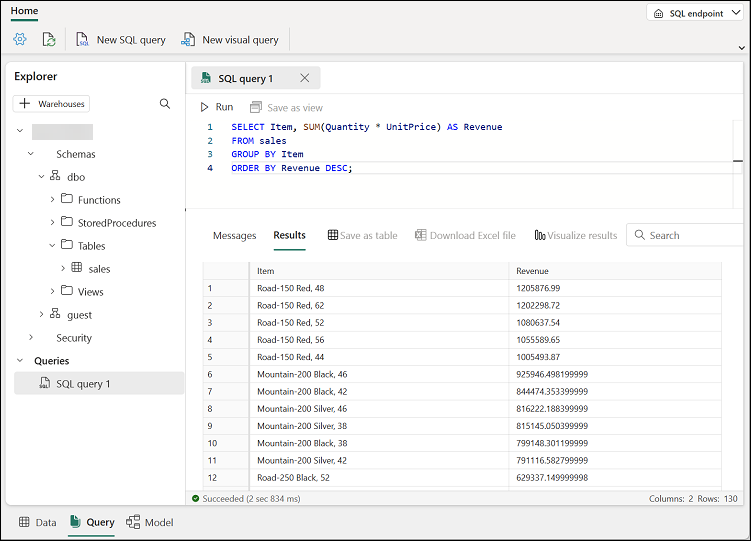 Home
SQL endpoint
New SQL query
New visual query
Explorer
+ Warehouses
Schemas
dbo
Functions
StoredProcedures
Tables
sales
Views
guest
Security
Queries
SQL query 1
SQL query 1
Run
Save as view
1 SELECT Item, SUM(Quantity * UnitPrice) AS Revenue
2 FROM sales
3 GROUP BY Item
4 ORDER BY Revenue DESC;
Messages
Results
Save as table
Download Excel file
Visualize results
Search
Item Revenue
1 Road-150 Red, 48 1205876.99
2 Road-150 Red, 62 1202298.72
3 Road-150 Red, 52 1080637.54
4 Road-150 Red, 56 1055589.65
5 Road-150 Red, 44 1005493.87
6 Mountain-200 Black, 46 925946.498199999
7 Mountain-200 Black, 42 844474.353399999
8 Mountain-200 Silver, 46 816222.188399999
9 Mountain-200 Silver, 38 815145.050399999
10 Mountain-200 Black, 38 799148.301199999
11 Mountain-200 Silver, 42 791116.582799999
12 Road-250 Black, 52 629337.149999998
Succeeded (2 sec 834 ms)
Columns: 2 Rows: 130
Data
Query
Model